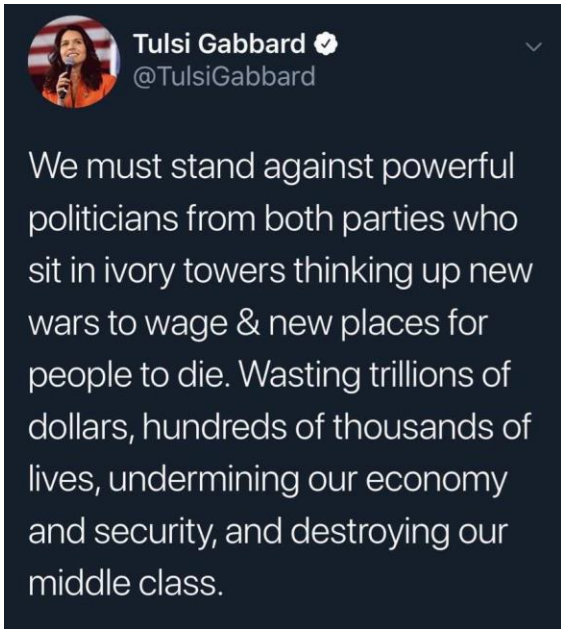 Tulsi Gabbard
@TulsiGabbard
We must stand against powerful
politicians from both parties who
sit in ivory towers thinking up new
wars to wage & new places for
people to die. Wasting trillions of
dollars, hundreds of thousands of
lives, undermining our economy
and security, and destroying our
middle class.